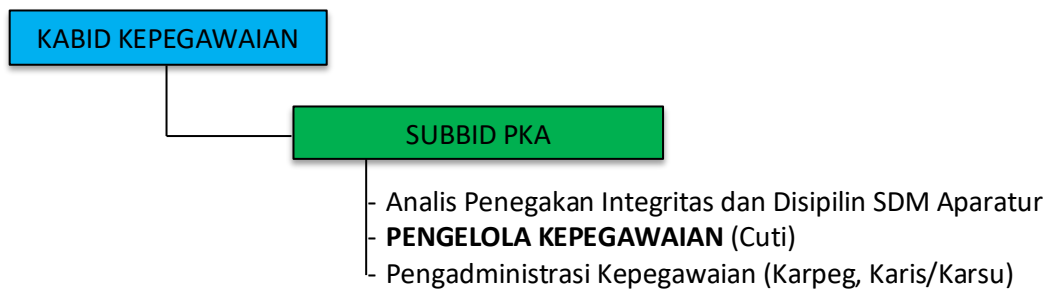 KABID KEPEGAWAIAN
SUBBID PKA
- Analis Penegakan Integritas dan Disipilin SDM Aparatur
- PENGELOLA KEPEGAWAIAN (Cuti)
- Pengadministrasi Kepegawaian (Karpeg, Karis/Karsu)